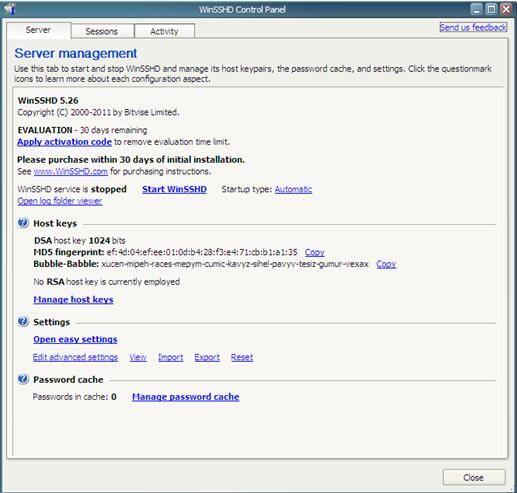 WinSSHD Control Panel
Server Sessions Activity Send us feedback
Server management
Use this tab to start and stop WinSSHD and manage its host keypairs, the password cache, and settings. Click the questionmark
icons to learn more about each configuration aspect.
WinSSHD 5.26
Copyright (C) 2000-2011 by Bitvise Limited.
EVALUATION - 30 days remaining
Apply activation code to remove evaluation time limit.
Please purchase within 30 days of initial installation.
See www.WinSSHD.com for purchasing instructions.
WinSSHD service is stopped Start WinSSHD Startup type: Automatic
Open log folder viewer
Host keys
DSA host key 1024 bits
MD5 fingerprint: ef:4d:04:ef:ee:01:0d:b4:28:f3:e4:71:cb:b1:a1:35 Copy
Bubble-Babble: xucen-mipeh-races-mepym-cumic-kavyz-sihel-pavyv-tesiz-gumur-vexax Copy
No RSA host key is currently employed
Manage host keys
Settings
Open easy settings
Edit advanced settings View Import Export Reset
Password cache
Passwords in cache: 0 Manage password cache
Close